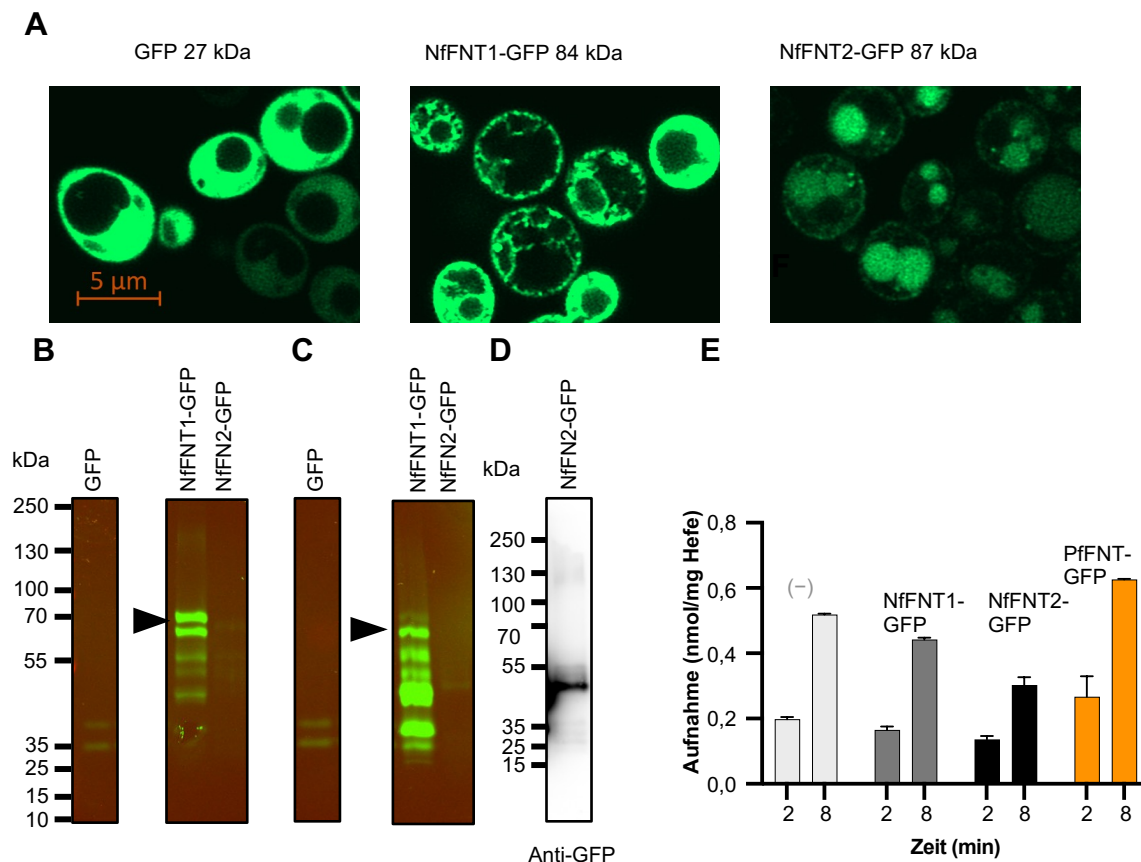 A
GFP 27 kDa
NfFNT1-GFP 84 kDa
NfFNT2-GFP 87 kDa
5 µm
F
B
C
D
E
kDa
GFP
NfFNT1-GFP
NfFN2-GFP
250
130
100
70
55
35
25
15
10
GFP
NfFNT1-GFP
NfFN2-GFP
kDa
NfFN2-GFP
250
130
100
70
55
35
25
15
Anti-GFP
Aufnahme (nmol/mg Hefe)
0,8
0,6
0,4
0,2
0,0
(−)
NfFNT1-
GFP
NfFNT2-
GFP
PfFNT-
GFP
2 8 2 8 2 8 2 8
Zeit (min)